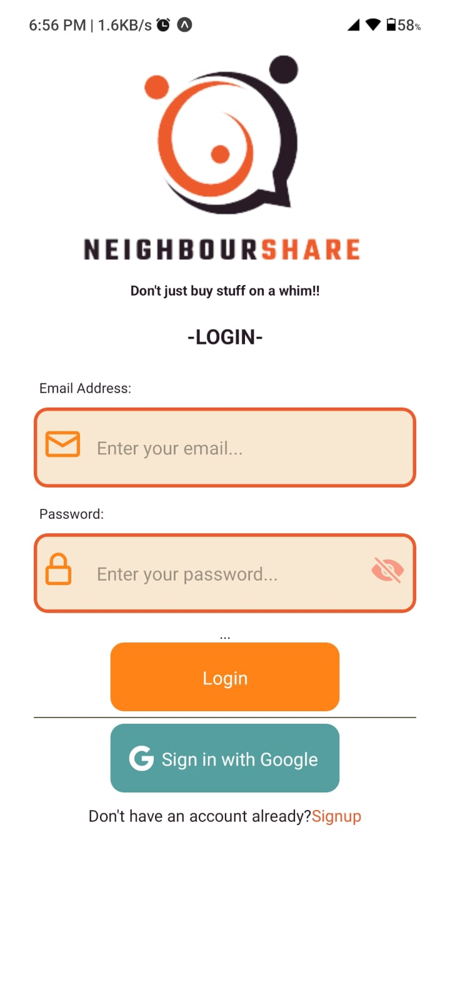 6:56 PM | 1.6KB/s 58%
NEIGHBOURSHARE
Don't just buy stuff on a whim!!
-LOGIN-
Email Address:
Enter your email...
Password:
Enter your password...
...
Login
G Sign in with Google
Don't have an account already?Signup